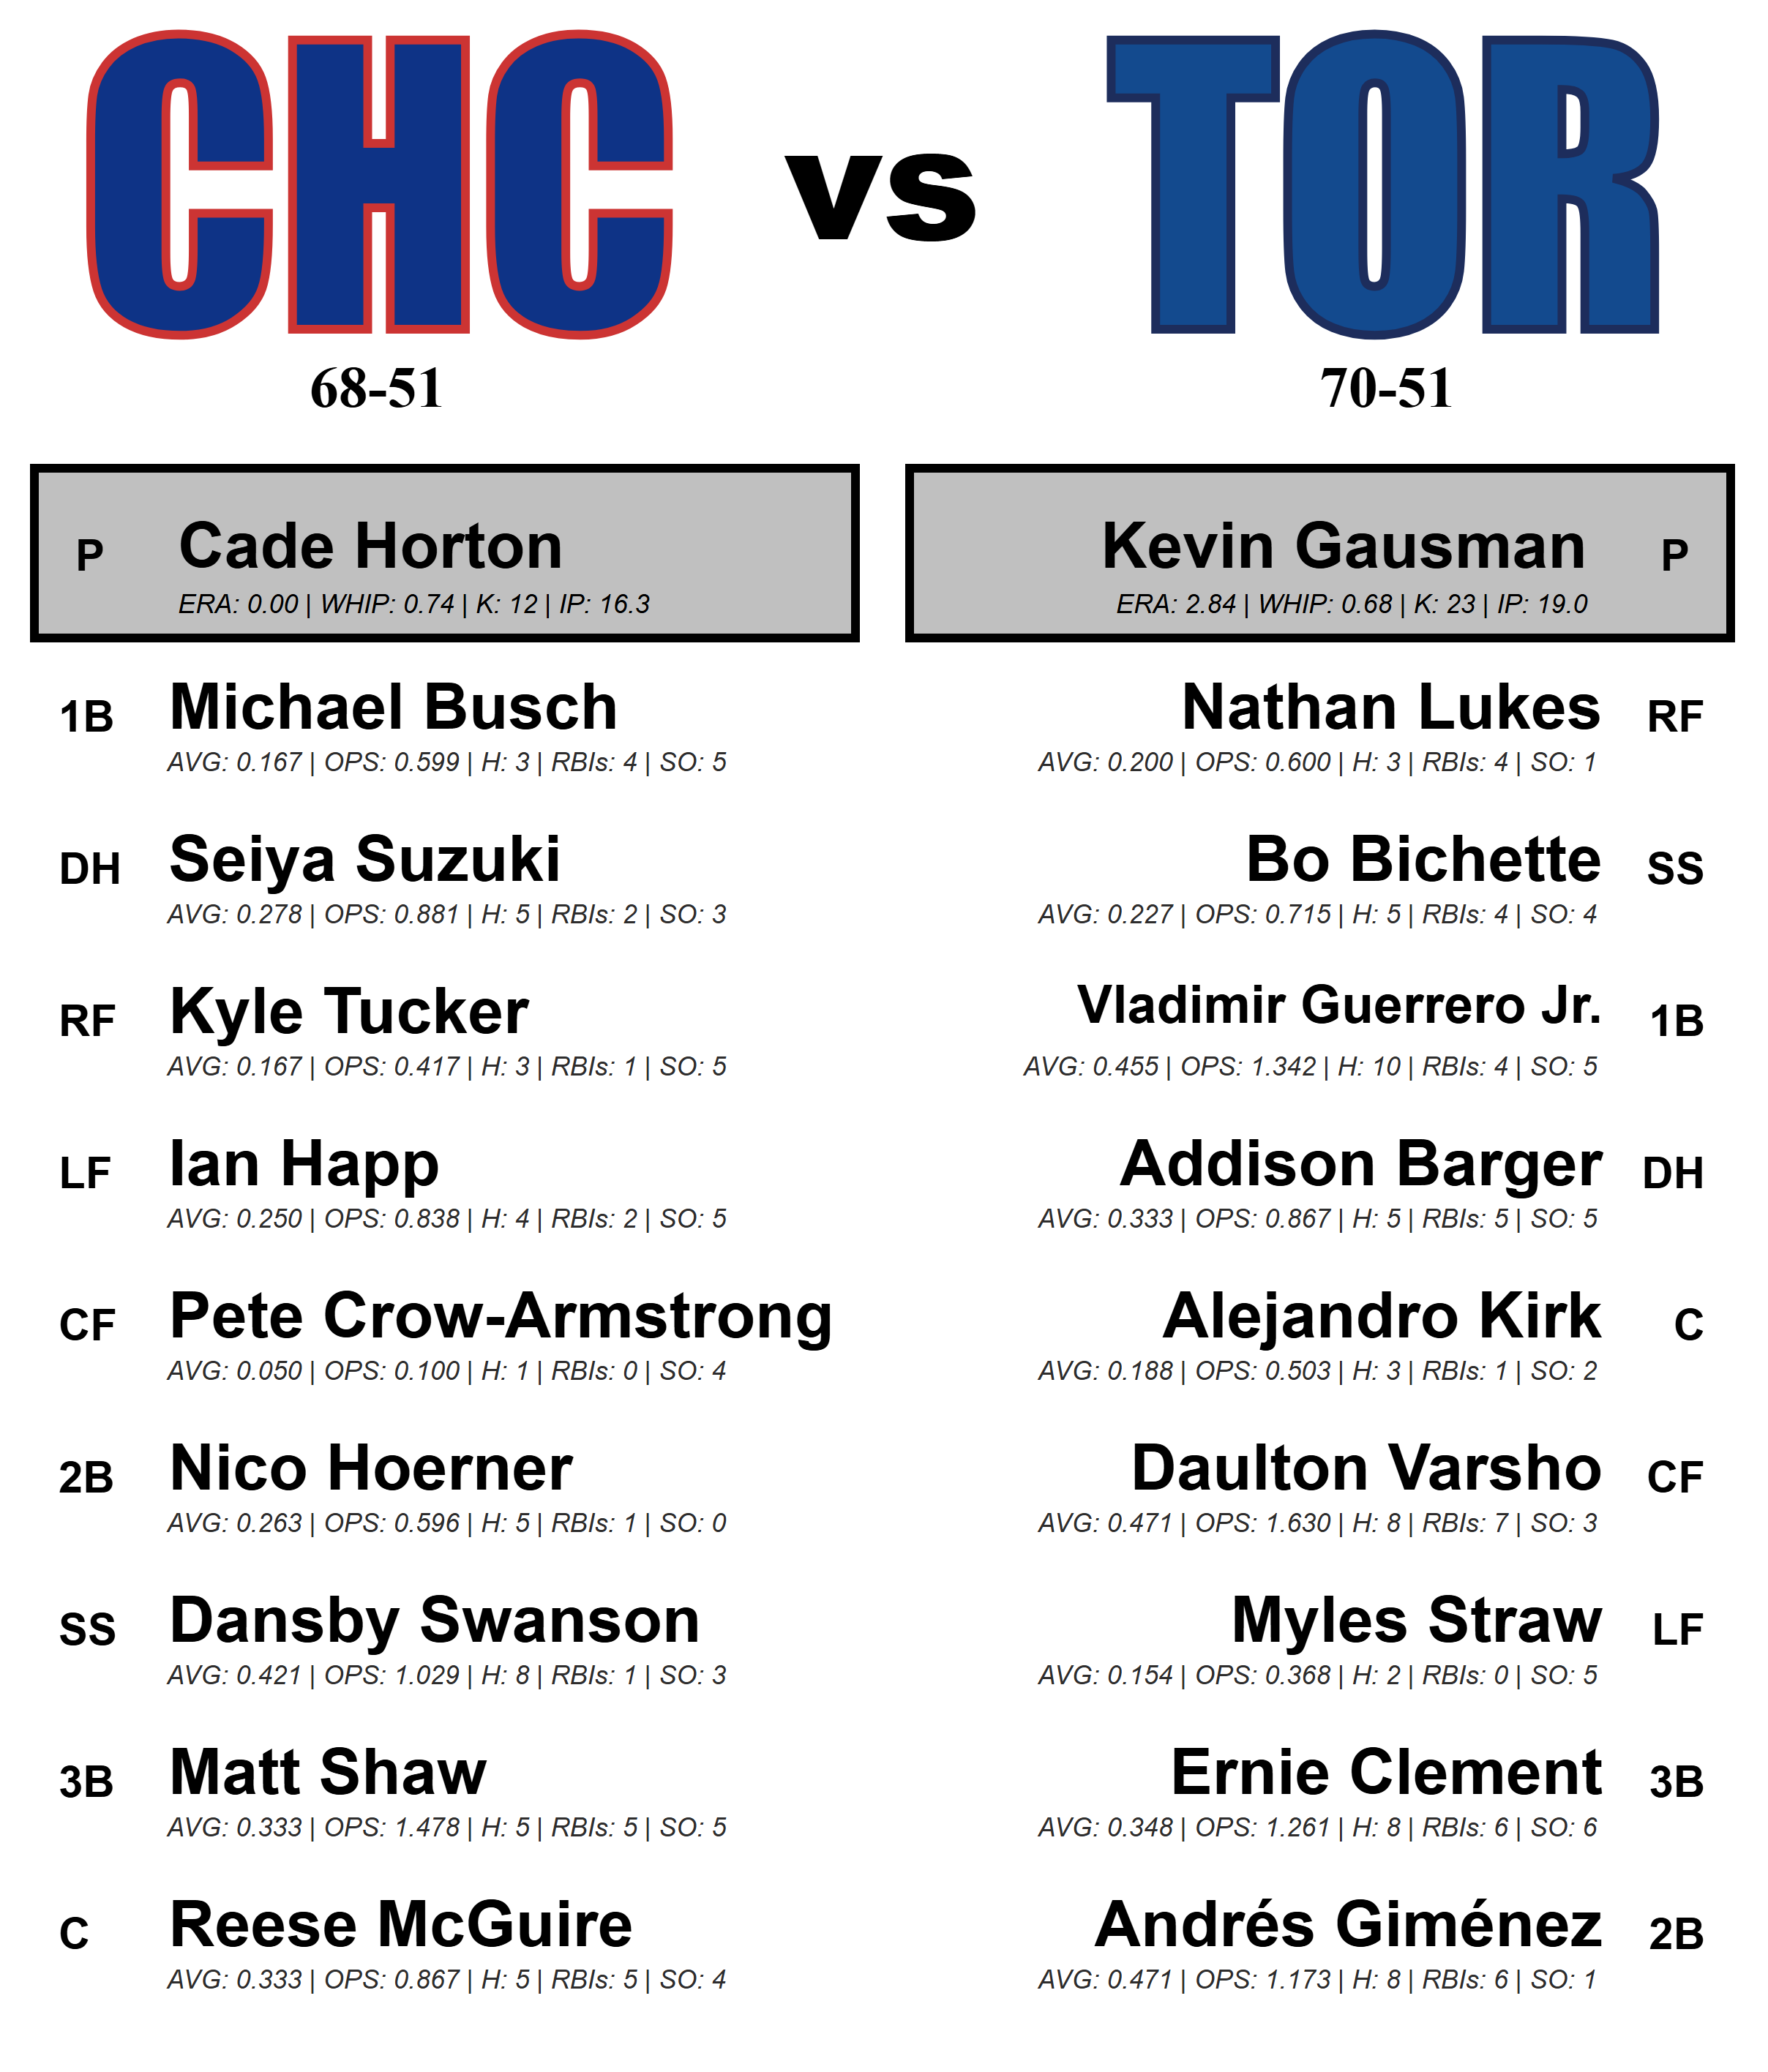 CHC vs TOR
68-51 70-51
P Cade Horton
ERA: 0.00 | WHIP: 0.74 | K: 12 | IP: 16.3
Kevin Gausman P
ERA: 2.84 | WHIP: 0.68 | K: 23 | IP: 19.0
1B Michael Busch
AVG: 0.167 | OPS: 0.599 | H: 3 | RBIs: 4 | SO: 5
DH Seiya Suzuki
AVG: 0.278 | OPS: 0.881 | H: 5 | RBIs: 2 | SO: 3
RF Kyle Tucker
AVG: 0.167 | OPS: 0.417 | H: 3 | RBIs: 1 | SO: 5
LF Ian Happ
AVG: 0.250 | OPS: 0.838 | H: 4 | RBIs: 2 | SO: 5
CF Pete Crow-Armstrong
AVG: 0.050 | OPS: 0.100 | H: 1 | RBIs: 0 | SO: 4
2B Nico Hoerner
AVG: 0.263 | OPS: 0.596 | H: 5 | RBIs: 1 | SO: 0
SS Dansby Swanson
AVG: 0.421 | OPS: 1.029 | H: 8 | RBIs: 1 | SO: 3
3B Matt Shaw
AVG: 0.333 | OPS: 1.478 | H: 5 | RBIs: 5 | SO: 5
C Reese McGuire
AVG: 0.333 | OPS: 0.867 | H: 5 | RBIs: 5 | SO: 4
Nathan Lukes RF
AVG: 0.200 | OPS: 0.600 | H: 3 | RBIs: 4 | SO: 1
Bo Bichette SS
AVG: 0.227 | OPS: 0.715 | H: 5 | RBIs: 4 | SO: 4
Vladimir Guerrero Jr. 1B
AVG: 0.455 | OPS: 1.342 | H: 10 | RBIs: 4 | SO: 5
Addison Barger DH
AVG: 0.333 | OPS: 0.867 | H: 5 | RBIs: 5 | SO: 5
Alejandro Kirk C
AVG: 0.188 | OPS: 0.503 | H: 3 | RBIs: 1 | SO: 2
Daulton Varsho CF
AVG: 0.471 | OPS: 1.630 | H: 8 | RBIs: 7 | SO: 3
Myles Straw LF
AVG: 0.154 | OPS: 0.368 | H: 2 | RBIs: 0 | SO: 5
Ernie Clement 3B
AVG: 0.348 | OPS: 1.261 | H: 8 | RBIs: 6 | SO: 6
Andrés Giménez 2B
AVG: 0.471 | OPS: 1.173 | H: 8 | RBIs: 6 | SO: 1